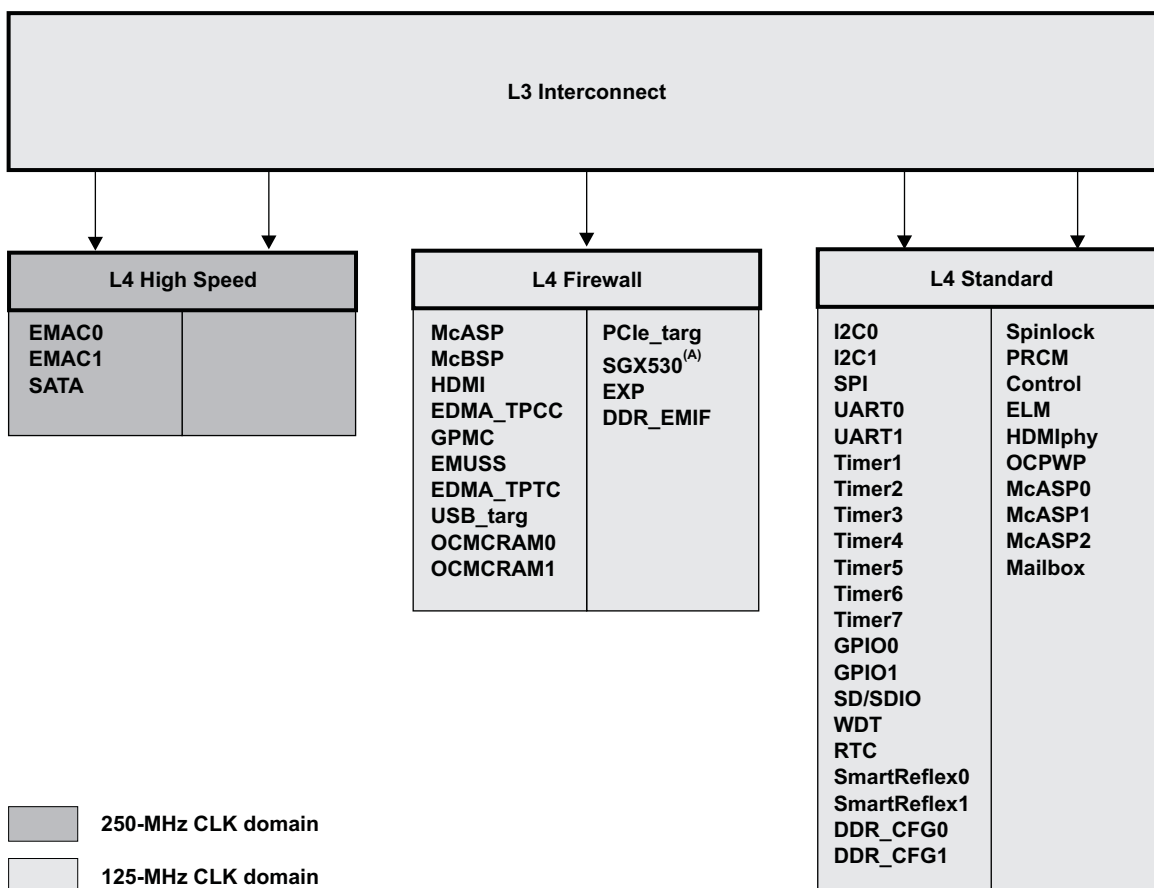 L3 Interconnect
L4 High Speed
EMAC0
EMAC1
SATA
L4 Firewall
McASP
McBSP
HDMI
EDMA_TPCC
GPMC
EMUSS
EDMA_TPTC
USB_targ
OCMCRAM0
OCMCRAM1
PCIe_targ
SGX530(A)
EXP
DDR_EMIF
L4 Standard
I2C0
I2C1
SPI
UART0
UART1
Timer1
Timer2
Timer3
Timer4
Timer5
Timer6
Timer7
GPIO0
GPIO1
SD/SDIO
WDT
RTC
SmartReflex0
SmartReflex1
DDR_CFG0
DDR_CFG1
Spinlock
PRCM
Control
ELM
HDMIphy
OCPWP
McASP0
McASP1
McASP2
Mailbox
250-MHz CLK domain
125-MHz CLK domain